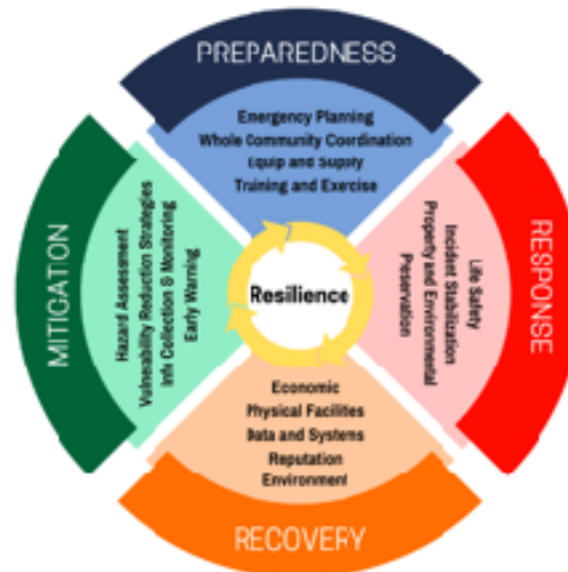 PREPAREDNESS
Emergency Planning
Whole Community Coordination
Equip and Supply
Training and Exercise
RESPONSE
Life Safety
Incident Stabilization
Property and Environmental
Peservation
RECOVERY
Economic
Physical Facilites
Data and Systems
Reputation
Environment
MITIGATON
Hazard Assessment
Vulnerability Reduction Strategies
Info Collection & Monitoring
Early Warning
Resilience